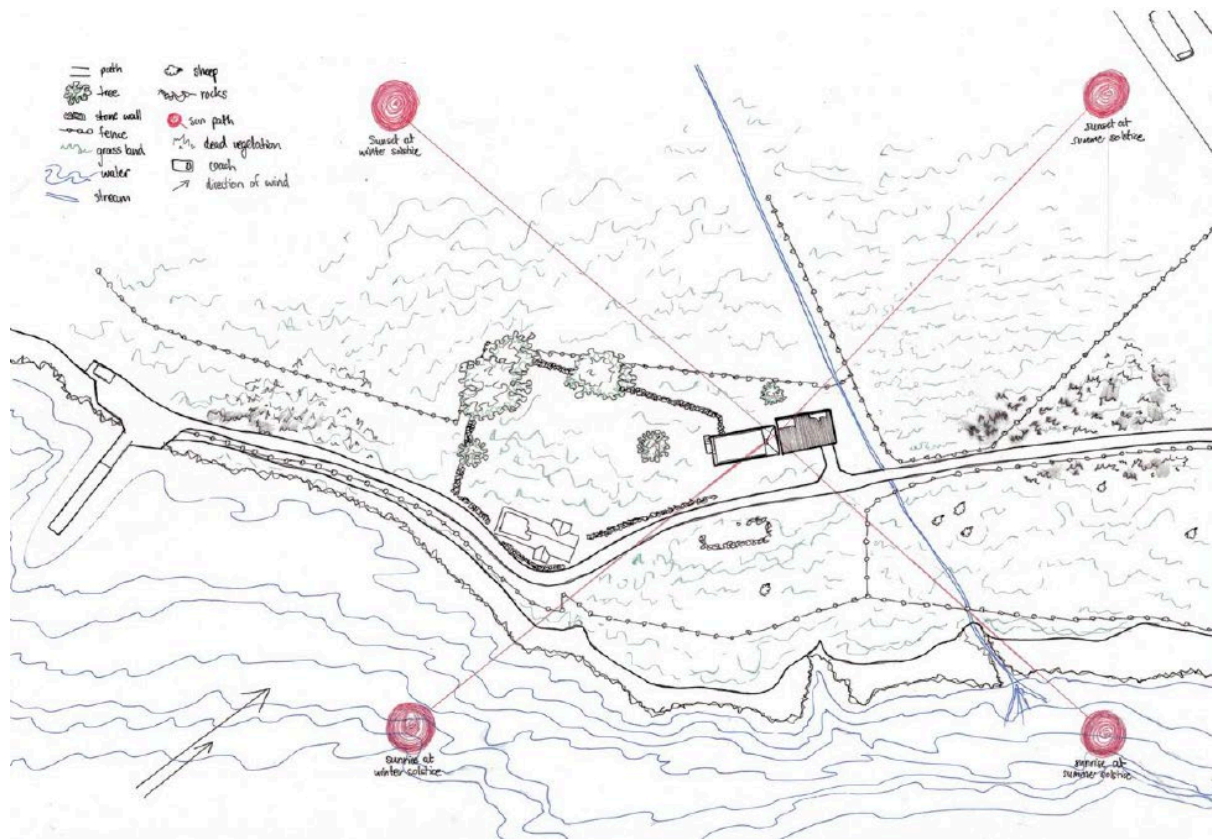 path
tree
stone wall
fence
grass land
water
stream
sheep
rocks
sun path
dead vegetation
coach
direction of wind
Sunset at
winter solstice
sunset at
summer solstice
sunrise at
winter solstice
sunrise at
summer solstice